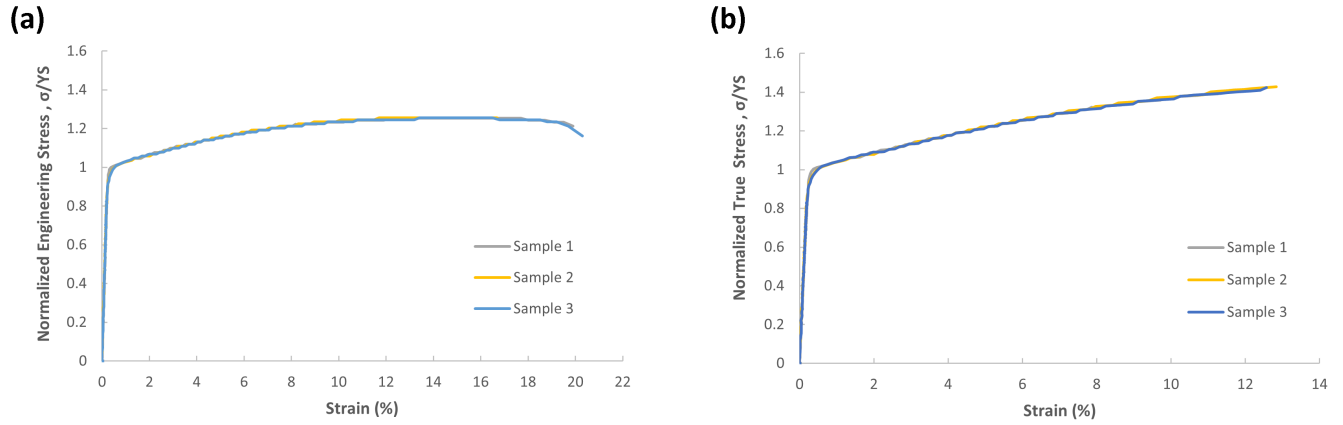 (a)
Normalized Engineering Stress , σ/YS
1.6
1.4
1.2
1
0.8
0.6
0.4
0.2
0
0 2 4 6 8 10 12 14 16 18 20 22
Strain (%)
Sample 1
Sample 2
Sample 3
(b)
Normalized True Stress , σ/YS
1.6
1.4
1.2
1
0.8
0.6
0.4
0.2
0
0 2 4 6 8 10 12 14
Strain (%)
Sample 1
Sample 2
Sample 3